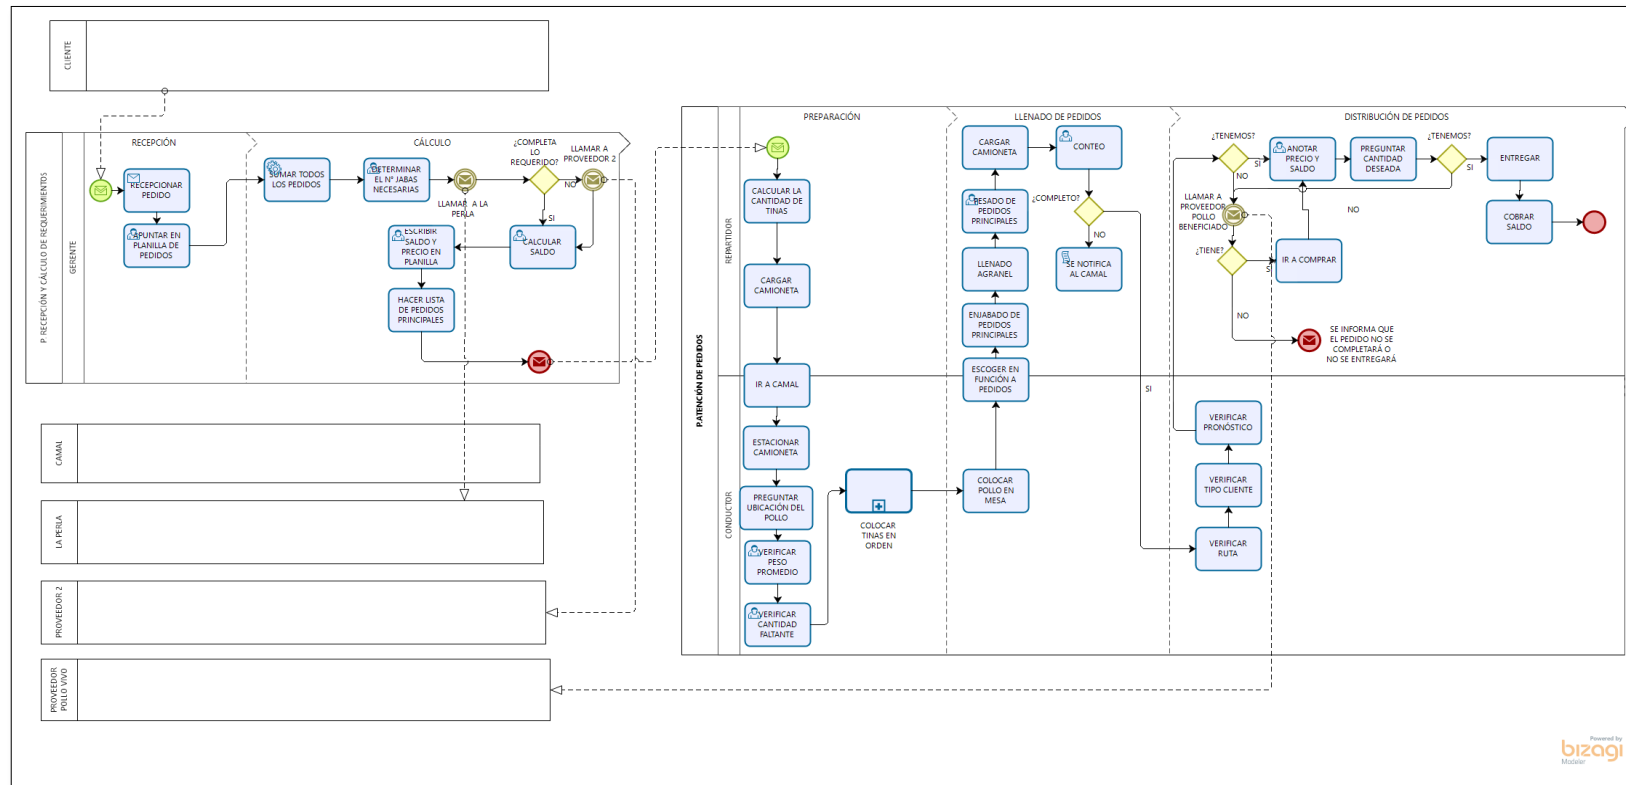 CLIENTE
P. RECEPCIÓN Y CÁLCULO DE REQUERIMIENTOS
GERENTE
RECEPCIÓN
CÁLCULO
RECEPCIONAR
PEDIDO
APUNTAR EN
PLANILLA DE
PEDIDOS
SUMAR TODOS
LOS PEDIDOS
DETERMINAR
EL N° JABAS
NECESARIAS
LLAMAR A LA
PERLA
¿COMPLETA
LO
REQUERIDO?
NO
SI
LLAMAR A
PROVEEDOR 2
CALCULAR
SALDO
ESCRIBIR
SALDO Y
PRECIO EN
PLANILLA
HACER LISTA
DE PEDIDOS
PRINCIPALES
CAMAL
LA PERLA
PROVEEDOR 2
PROVEEDOR
POLLO VIVO
P.ATENCIÓN DE PEDIDOS
REPARTIDOR
CONDUCTOR
PREPARACIÓN
LLENADO DE PEDIDOS
DISTRIBUCIÓN DE PEDIDOS
CALCULAR LA
CANTIDAD DE
TINAS
CARGAR
CAMIONETA
IR A CAMAL
ESTACIONAR
CAMIONETA
PREGUNTAR
UBICACIÓN DEL
POLLO
VERIFICAR
PESO
PROMEDIO
VERIFICAR
CANTIDAD
FALTANTE
COLOCAR
TINAS EN
ORDEN
COLOCAR
POLLO EN
MESA
ESCOGER EN
FUNCIÓN A
PEDIDOS
ENJABADO DE
PEDIDOS
PRINCIPALES
LLENADO
AGRANEL
PESADO DE
PEDIDOS
PRINCIPALES
CARGAR
CAMIONETA
CONTEO
¿COMPLETO?
NO
SE NOTIFICA
AL CAMAL
SI
VERIFICAR
RUTA
VERIFICAR
TIPO CLIENTE
VERIFICAR
PRONÓSTICO
¿TENEMOS?
SI
NO
ANOTAR
PRECIO Y
SALDO
PREGUNTAR
CANTIDAD
DESEADA
¿TENEMOS?
SI
NO
ENTREGAR
COBRAR
SALDO
LLAMAR A
PROVEEDOR
POLLO
BENEFICIADO
¿TIENE?
SI
IR A COMPRAR
NO
SE INFORMA QUE
EL PEDIDO NO SE
COMPLETARÁ O
NO SE ENTREGARÁ
Powered by
bizagi
Modeler